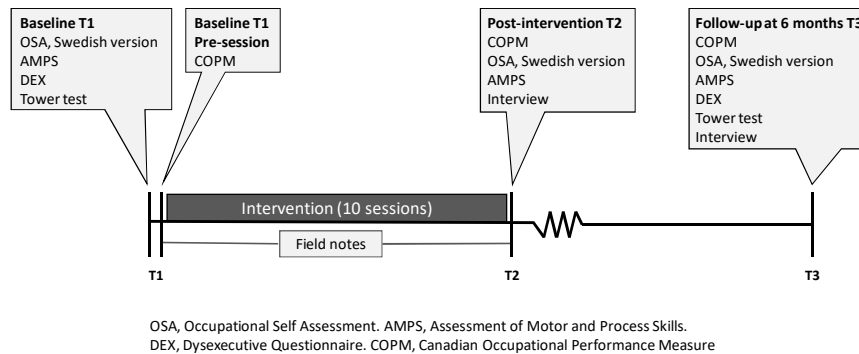 Baseline T1
OSA, Swedish version
AMPS
DEX
Tower test
Baseline T1
Pre-session
COPM
Post-intervention T2
COPM
OSA, Swedish version
AMPS
Interview
Follow-up at 6 months T3
COPM
OSA, Swedish version
AMPS
DEX
Tower test
Interview
Intervention (10 sessions)
Field notes
T1
T2
T3
OSA, Occupational Self Assessment. AMPS, Assessment of Motor and Process Skills.
DEX, Dysexecutive Questionnaire. COPM, Canadian Occupational Performance Measure